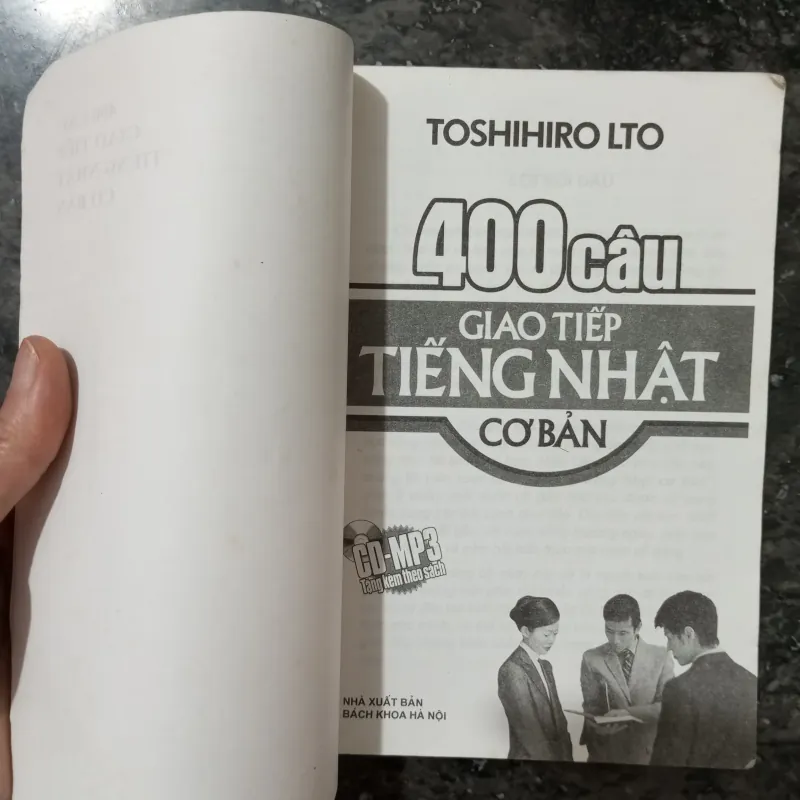 TOSHIHIRO LTO
400 câu
GIAO TIẾP
TIẾNG NHẬT
CƠ BẢN
CD-MP3
Tặng kèm theo sách
NHÀ XUẤT BẢN
BÁCH KHOA HÀ NỘI